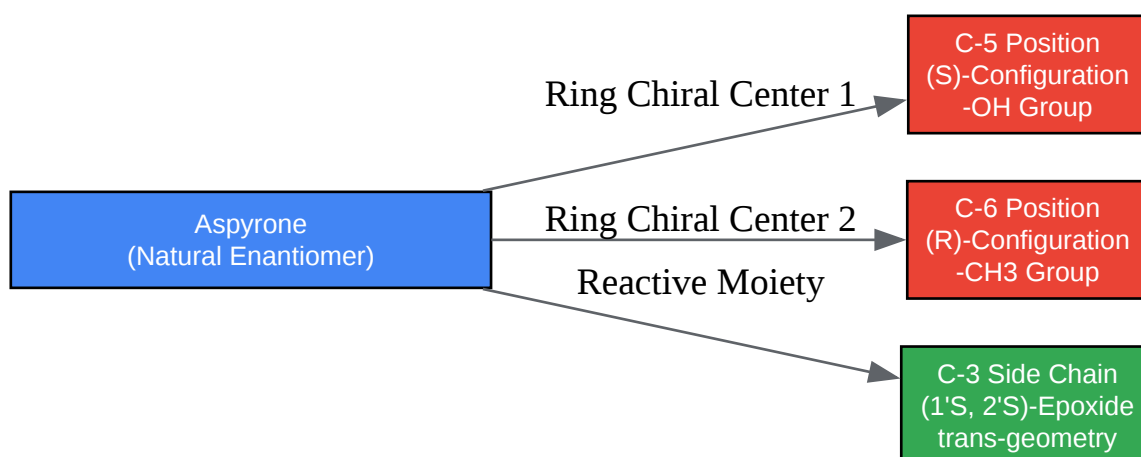 Ring Chiral Center 1
C-5 Position
(S)-Configuration
-OH Group
Aspyrone
(Natural Enantiomer)
Ring Chiral Center 2
C-6 Position
(R)-Configuration
-CH3 Group
Reactive Moiety
C-3 Side Chain
(1'S, 2'S)-Epoxide
trans-geometry